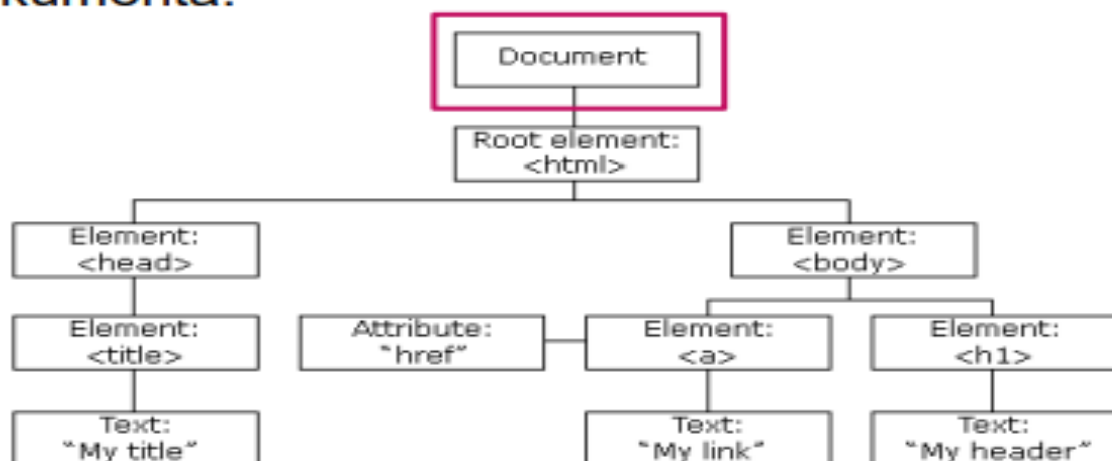 Document
Root element:
<html>
Element:
<head>
Element:
<body>
Element:
<title>
Attribute:
"href"
Element:
<a>
Element:
<h1>
Text:
"My title"
Text:
"My link"
Text:
"My header"